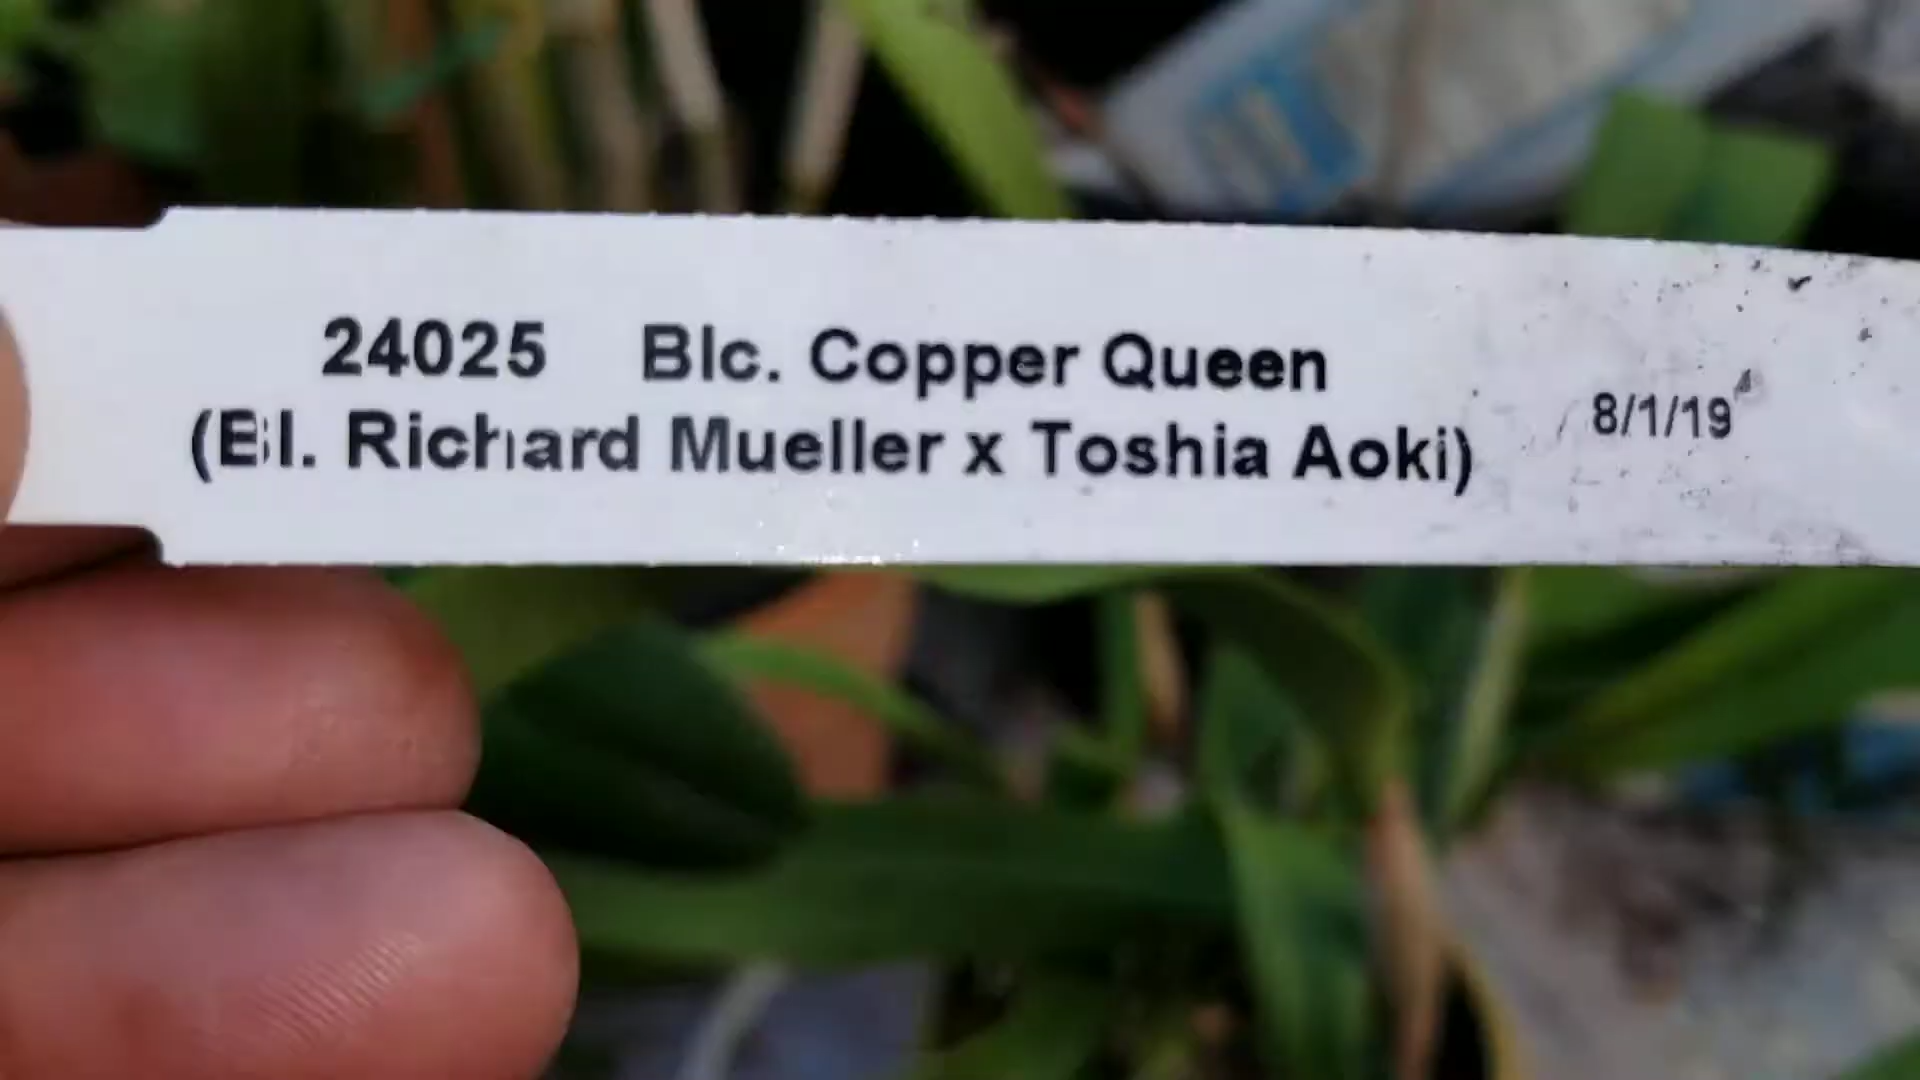 24025 Blc. Copper Queen
(Bl. Richard Mueller x Toshia Aoki) 8/1/19